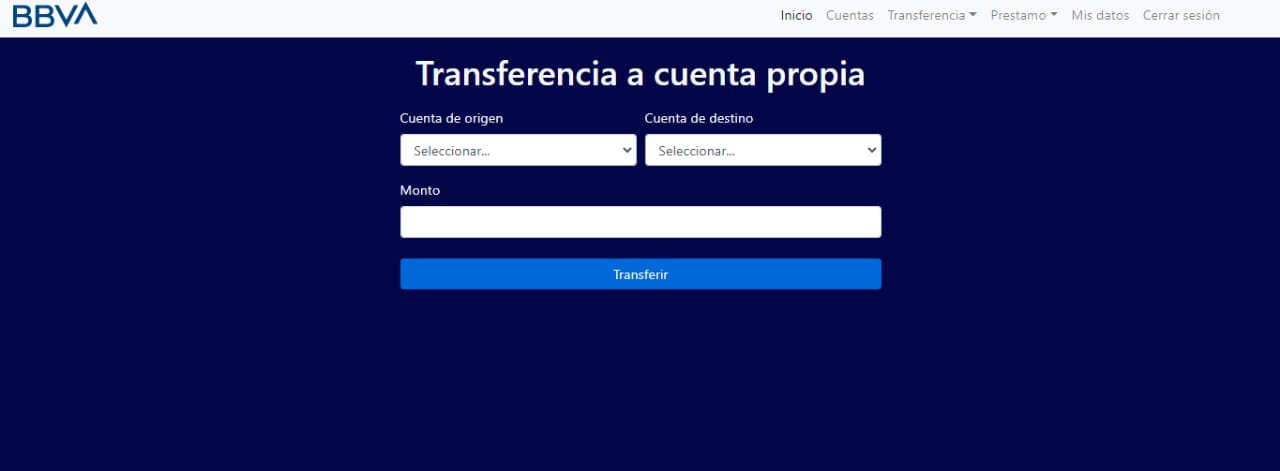 BBVA
Inicio Cuentas Transferencia Prestamo Mis datos Cerrar sesión
Transferencia a cuenta propia
Cuenta de origen Cuenta de destino
Seleccionar... Seleccionar...
Monto
Transferir